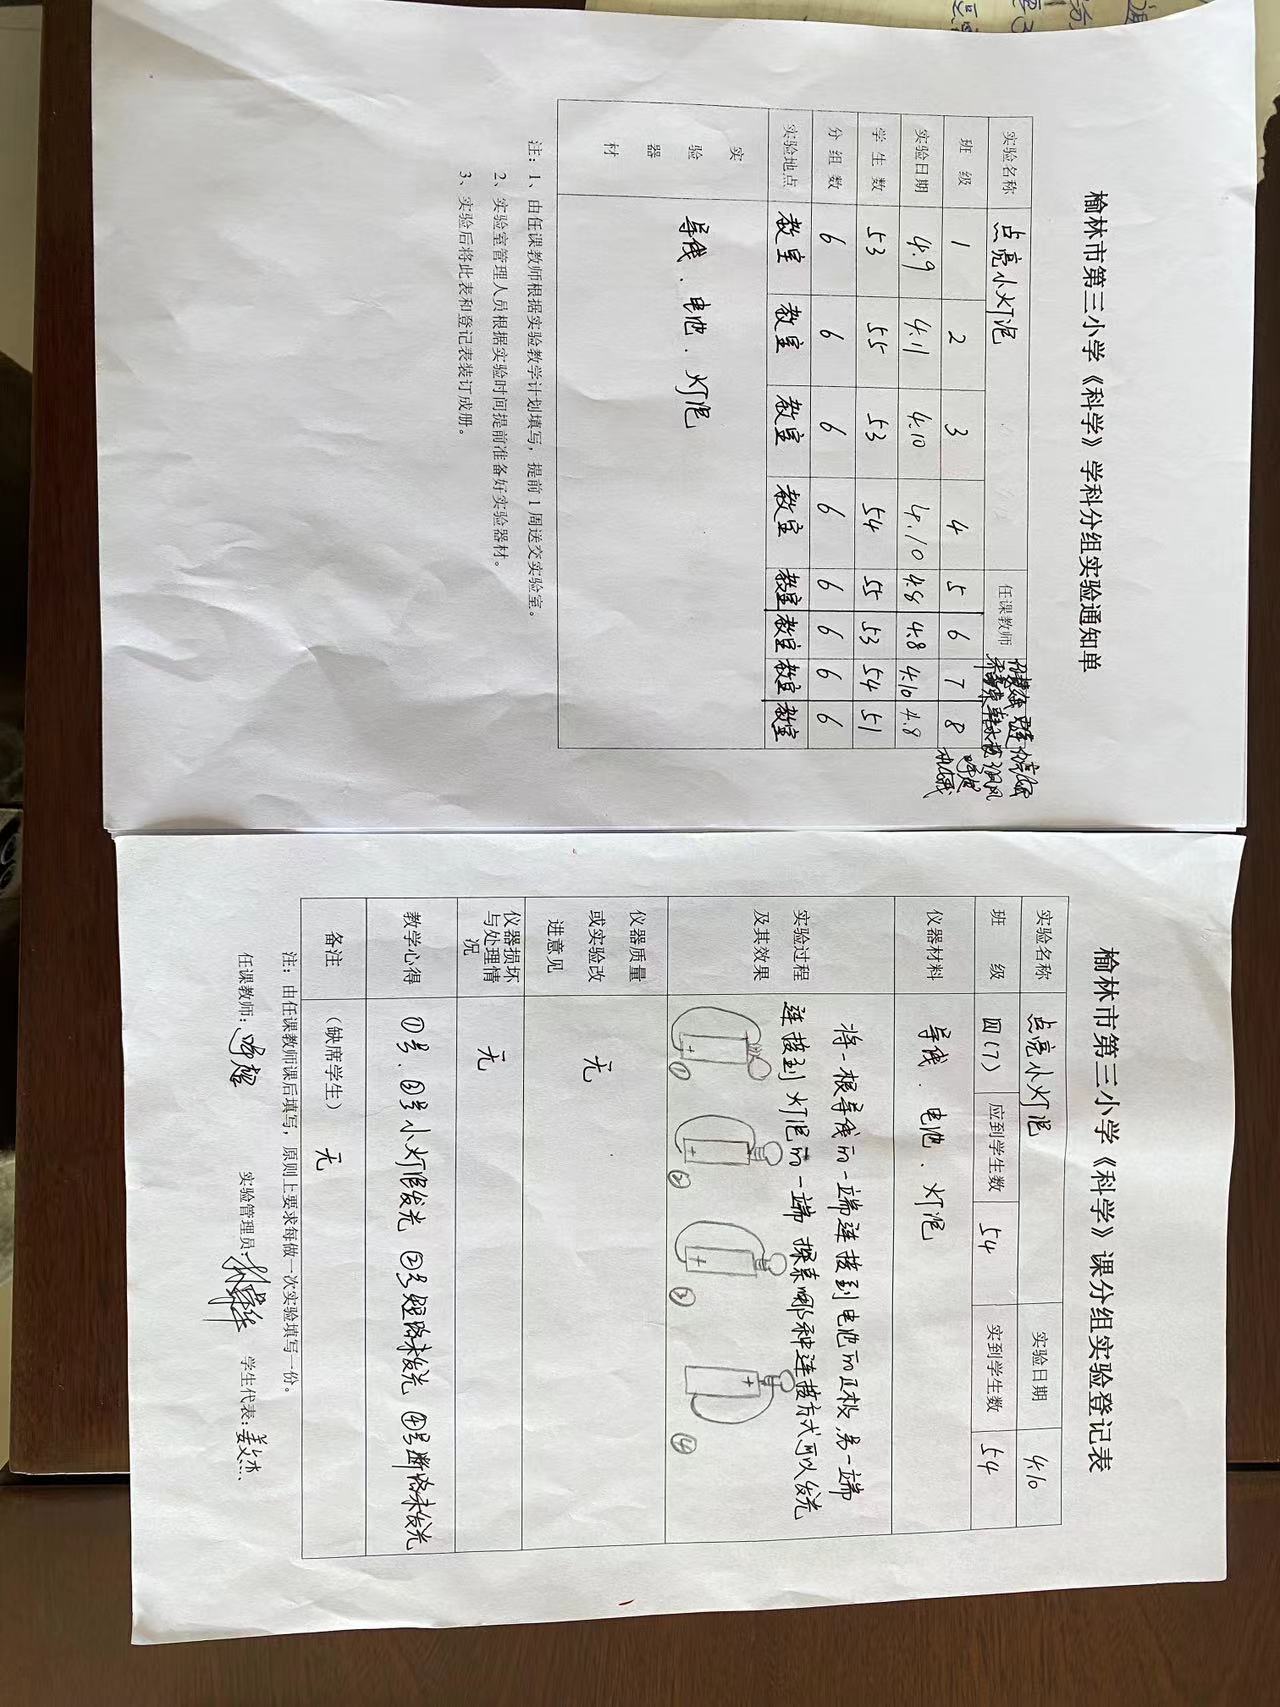 榆林市第三小学《科学》学科分组实验通知单
实验名称 点亮小灯泡 任课教师
班级 1 2 3 4 5 6 7 8
实验日期 4.9 4.11 4.10 4.10 4.8 4.8 4.10 4.8
学生数 53 55 53 54 55 53 54 51
分组数 6 6 6 6 6 6 6 6
实验地点 教室 教室 教室 教室 教室 教室 教室 教室
实验器材 导线、电池、灯泡
注：1、由任课教师根据实验教学计划填写，提前1周送交实验室。
2、实验室管理人员根据实验时间提前准备好实验器材。
3、实验后将此表和登记表装订成册。
榆林市第三小学《科学》课分组实验登记表
实验名称 点亮小灯泡 实验日期 4.10
班级 四(7) 应到学生数 54 实到学生数 54
仪器材料 导线、电池、灯泡
实验过程及其效果 将一根导线的一端连接到电池的正极,另一端
连接到灯泡的一端 探索哪种连接方式可以发光
+ ① + ② + ③ + ④
仪器质量或实验改进意见 无
仪器损坏与处理情况 无
教学心得 ①号、③号小灯泡发光 ②号短路未发光 ④号断路未发光
备注 (缺席学生) 无
注：由任课教师课后填写，原则上要求每做一次实验填写一份。
任课教师: 实验管理员: 学生代表: